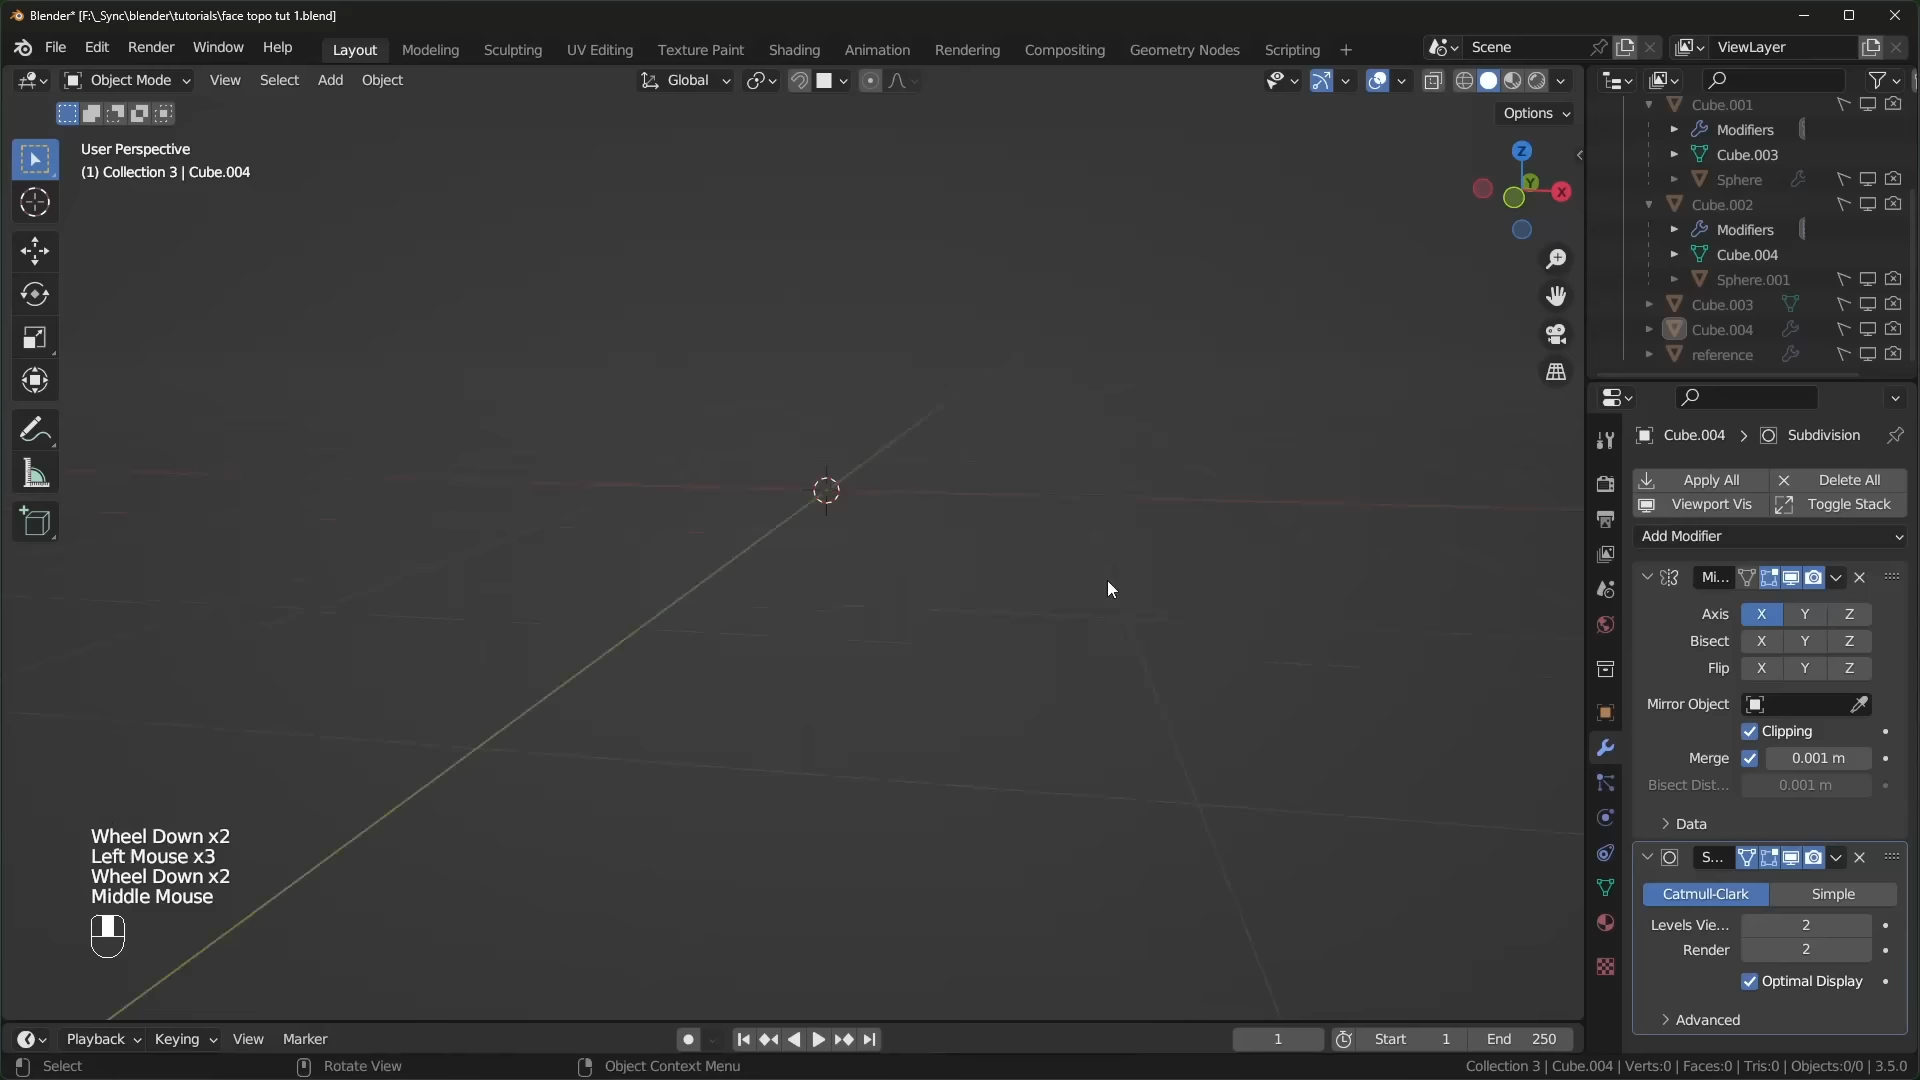 Blender* [F:\_Sync\blender\tutorials\face topo tut 1.blend]
File Edit Render Window Help Layout Modeling Sculpting UV Editing Texture Paint Shading Animation Rendering Compositing Geometry Nodes Scripting + Scene ViewLayer
Object Mode View Select Add Object Global
Options
User Perspective
(1) Collection 3 | Cube.004
Z
Y
X
Cube.001
Modifiers
Cube.003
Sphere
Cube.002
Modifiers
Cube.004
Sphere.001
Cube.003
Cube.004
reference
Cube.004 > Subdivision
Apply All Delete All
Viewport Vis Toggle Stack
Add Modifier
Mi...
Axis X Y Z
Bisect X Y Z
Flip X Y Z
Mirror Object
Clipping
Merge 0.001 m
Bisect Dist... 0.001 m
Data
S...
Catmull-Clark Simple
Levels Vie... 2
Render 2
Optimal Display
Advanced
Wheel Down x2
Left Mouse x3
Wheel Down x2
Middle Mouse
Playback Keying View Marker 1 Start 1 End 250
Select Rotate View Object Context Menu Collection 3 | Cube.004 | Verts:0 | Faces:0 | Tris:0 | Objects:0/0 | 3.5.0